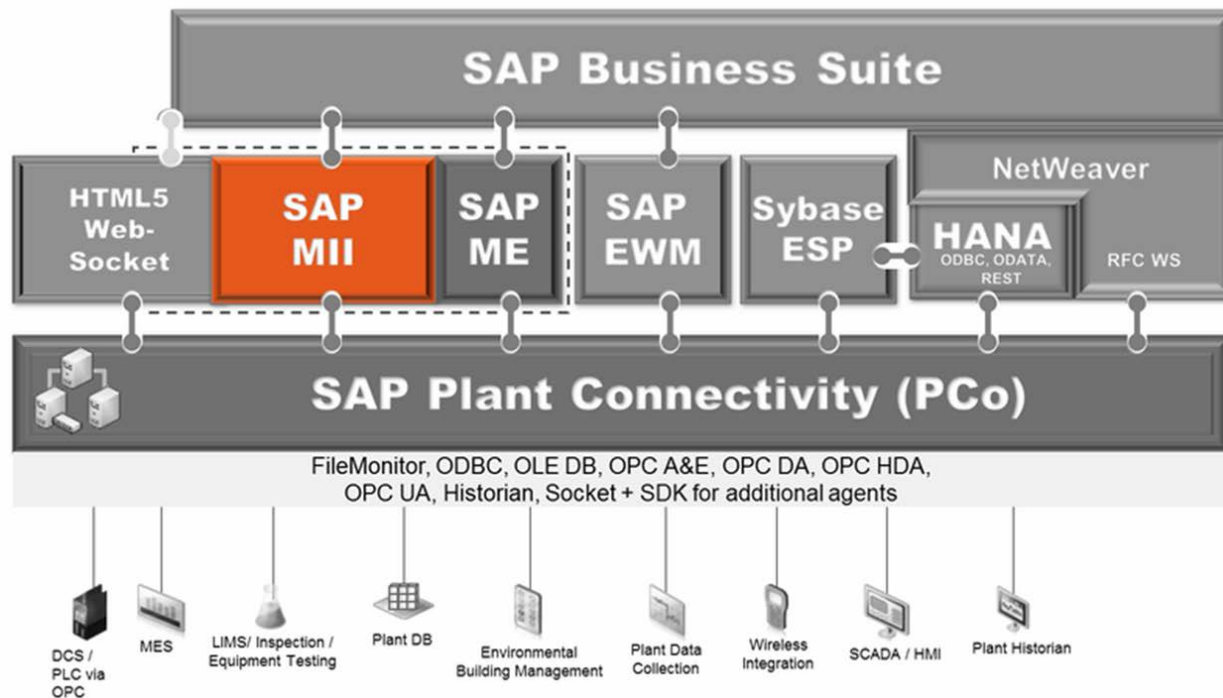 SAP Business Suite
HTML5
Web-
Socket
SAP
MII
SAP
ME
SAP
EWM
Sybase
ESP
NetWeaver
HANA
ODBC, ODATA,
REST
RFC WS
SAP Plant Connectivity (PCo)
FileMonitor, ODBC, OLE DB, OPC A&E, OPC DA, OPC HDA,
OPC UA, Historian, Socket + SDK for additional agents
DCS /
PLC via
OPC
MES
LIMS/ Inspection /
Equipment Testing
Plant DB
Environmental
Building Management
Plant Data
Collection
Wireless
Integration
SCADA / HMI
Plant Historian